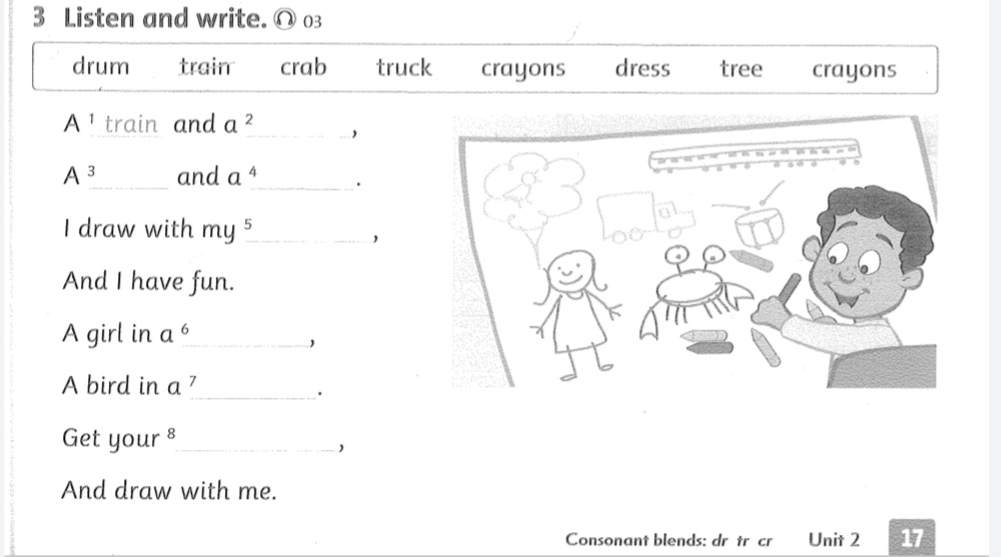 3 Listen and write. 03
drum train crab truck crayons dress tree crayons
A 1 train and a 2 ,
A 3 and a 4 .
I draw with my 5 ,
And I have fun.
A girl in a 6 ,
A bird in a 7 .
Get your 8 ,
And draw with me.
Consonant blends: dr tr cr Unit 2 17